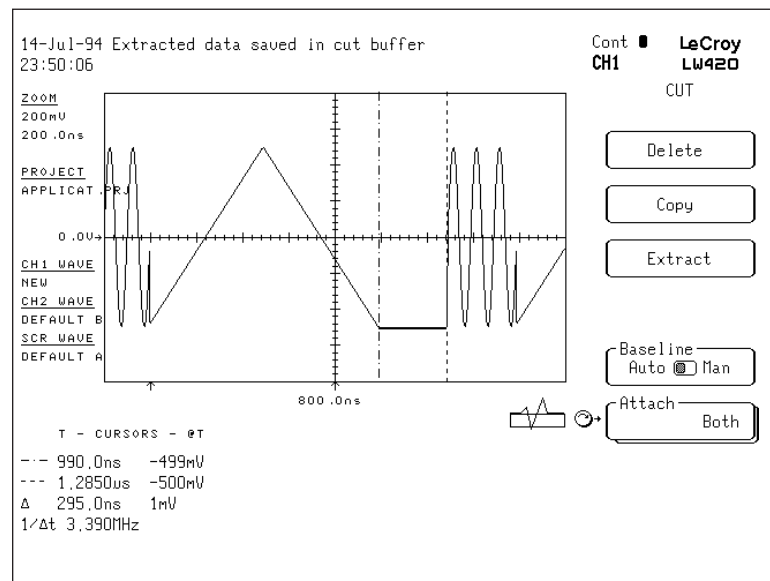 14-Jul-94 Extracted data saved in cut buffer
23:50:06
Cont
CH1
LeCroy
LW420
CUT
ZOOM
200mV
200.0ns
PROJECT
APPLICAT.PRJ
0.0V
CH1 WAVE
NEW
CH2 WAVE
DEFAULT B
SCR WAVE
DEFAULT A
800.0ns
Delete
Copy
Extract
Baseline
Auto Man
Attach
Both
T - CURSORS - @T
990.0ns -499mV
1.2850µs -500mV
Δ 295.0ns 1mV
1/Δt 3.390MHz